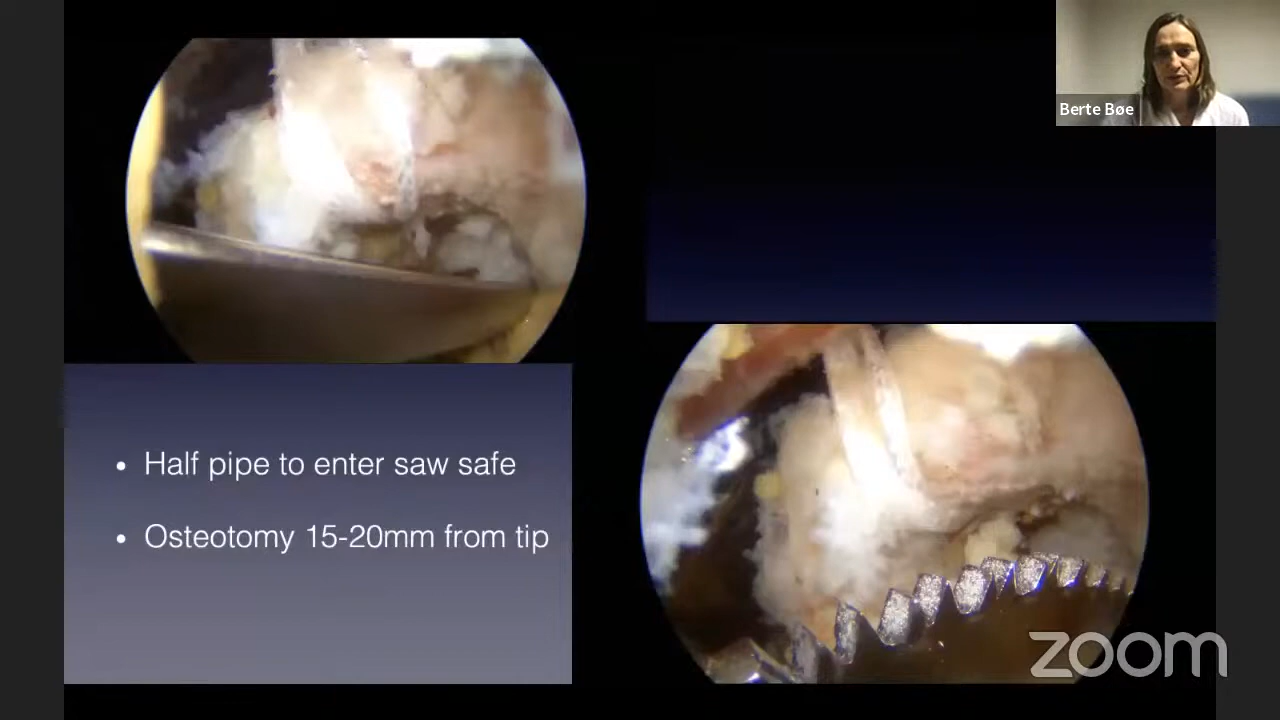 Berte Bøe
• Half pipe to enter saw safe
• Osteotomy 15-20mm from tip
zoom